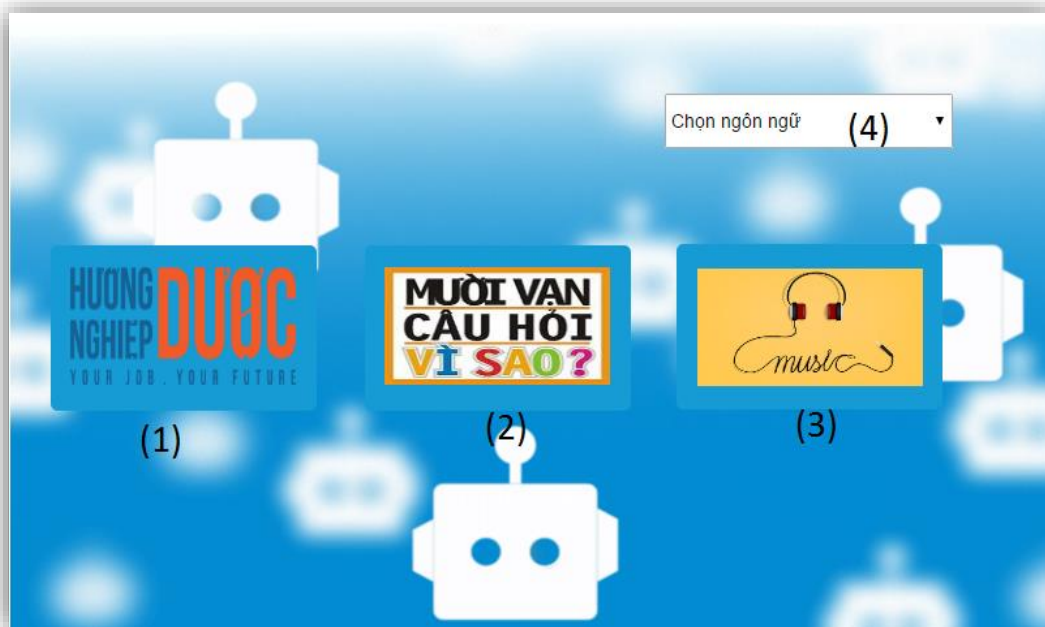 Chọn ngôn ngữ
(4)
HƯỚNG
NGHIỆP
DƯỢC
YOUR JOB . YOUR FUTURE
MƯỜI VẠN
CÂU HỎI
VÌ SAO?
music
(1)
(2)
(3)